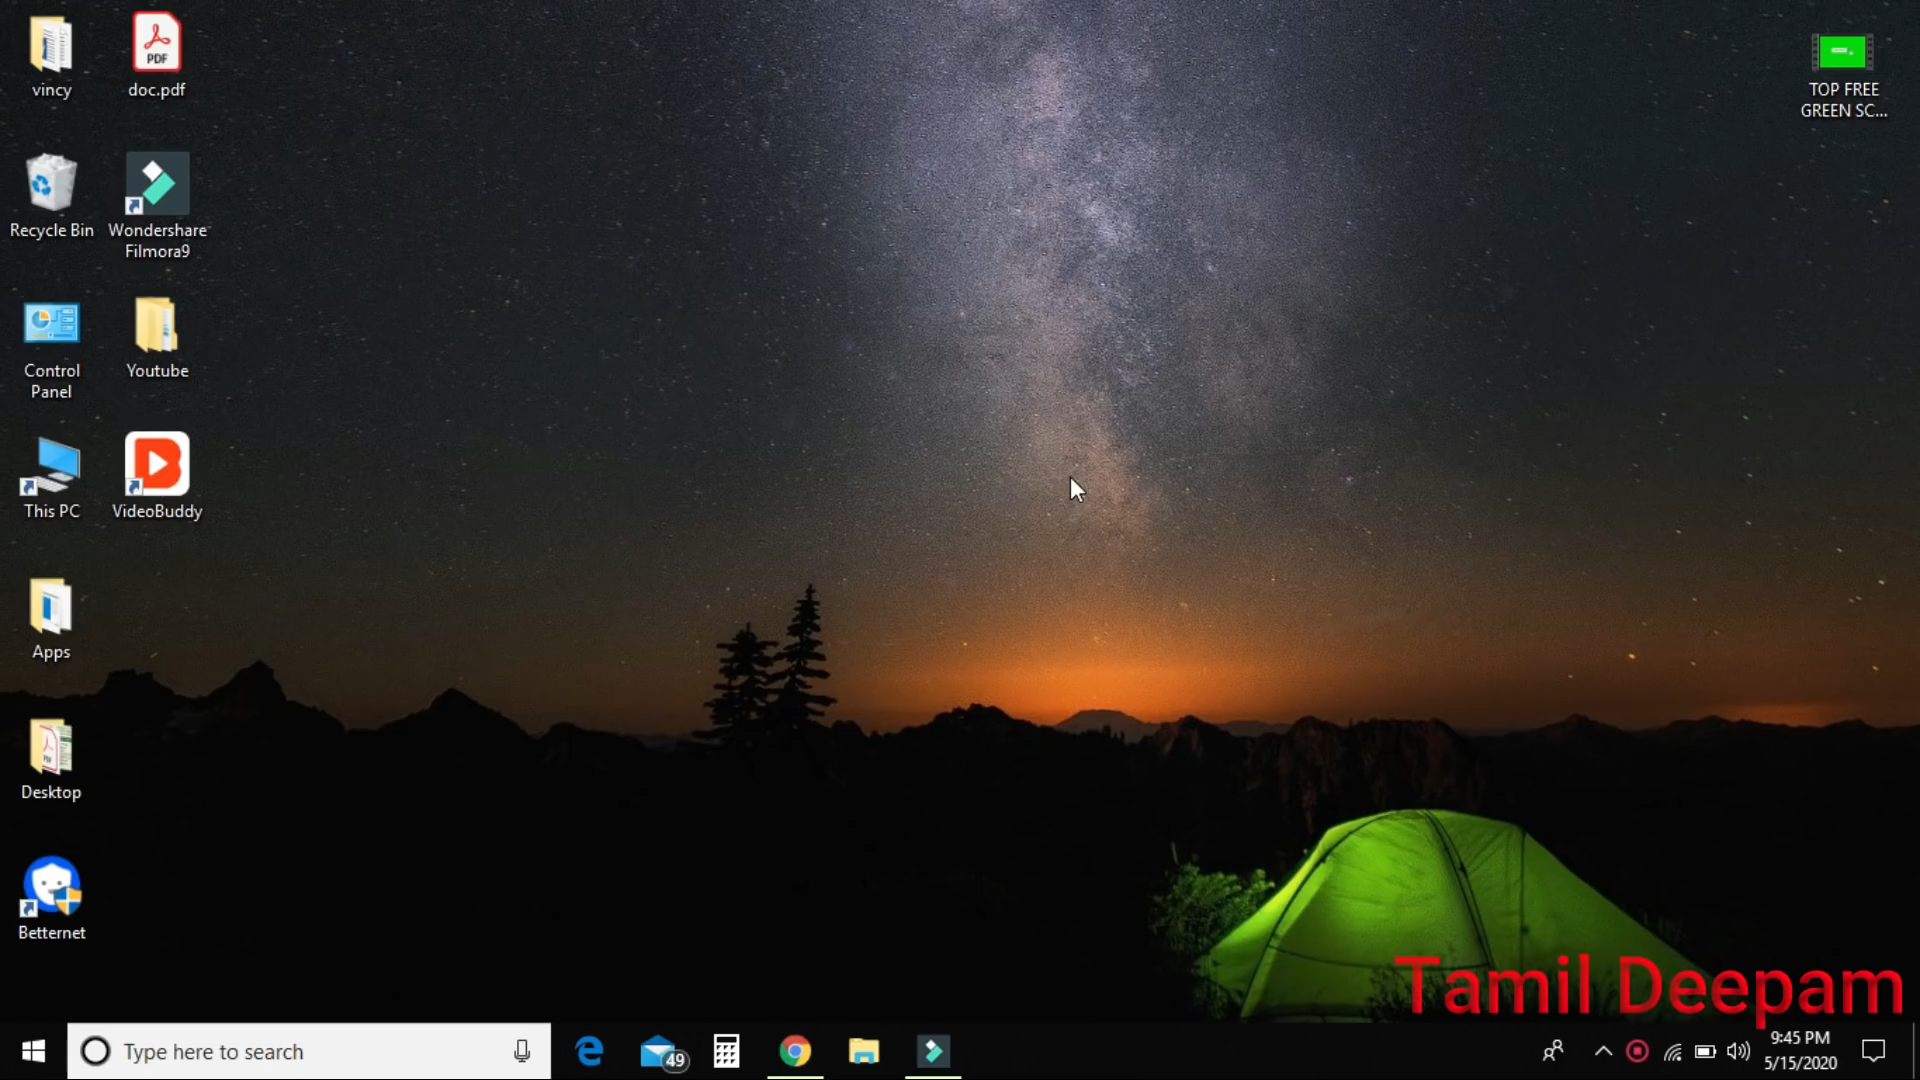 vincy
doc.pdf
PDF
TOP FREE
GREEN SC...
Recycle Bin
Wondershare
Filmora9
Control
Panel
Youtube
This PC
VideoBuddy
Apps
Desktop
Betternet
Tamil Deepam
Type here to search
49
9:45 PM
5/15/2020